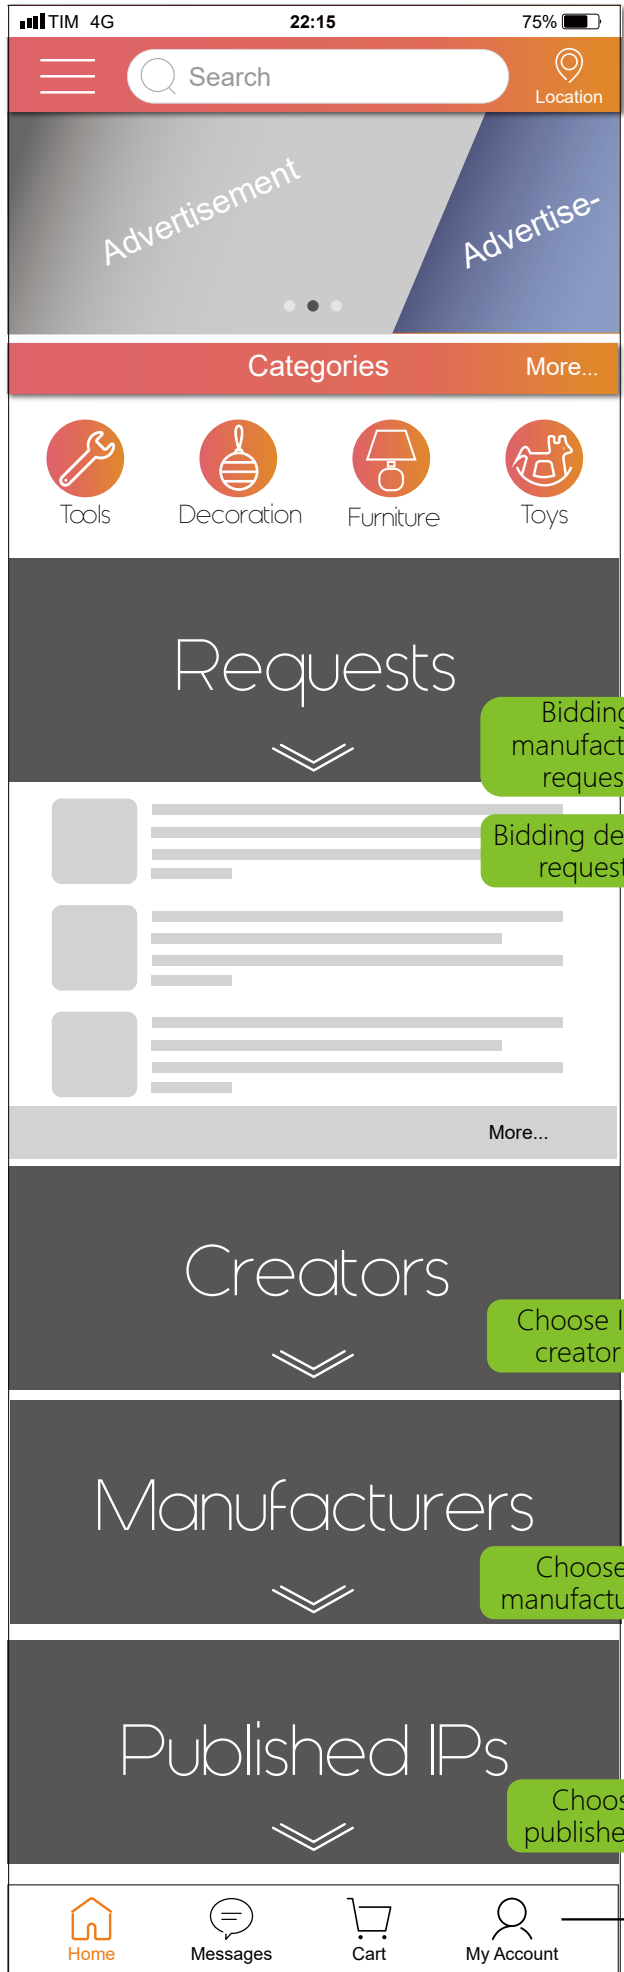 TIM 4G 22:15 75%
Search
Location
Advertisement
Advertise-
Categories More...
Tools Decoration Furniture Toys
Requests
Bidding
manufact
reques
Bidding de
request
More...
Creators
Choose I
creator
Manufacturers
Choose
manufactu
Published IPs
Choos
publishe
Home Messages Cart My Account